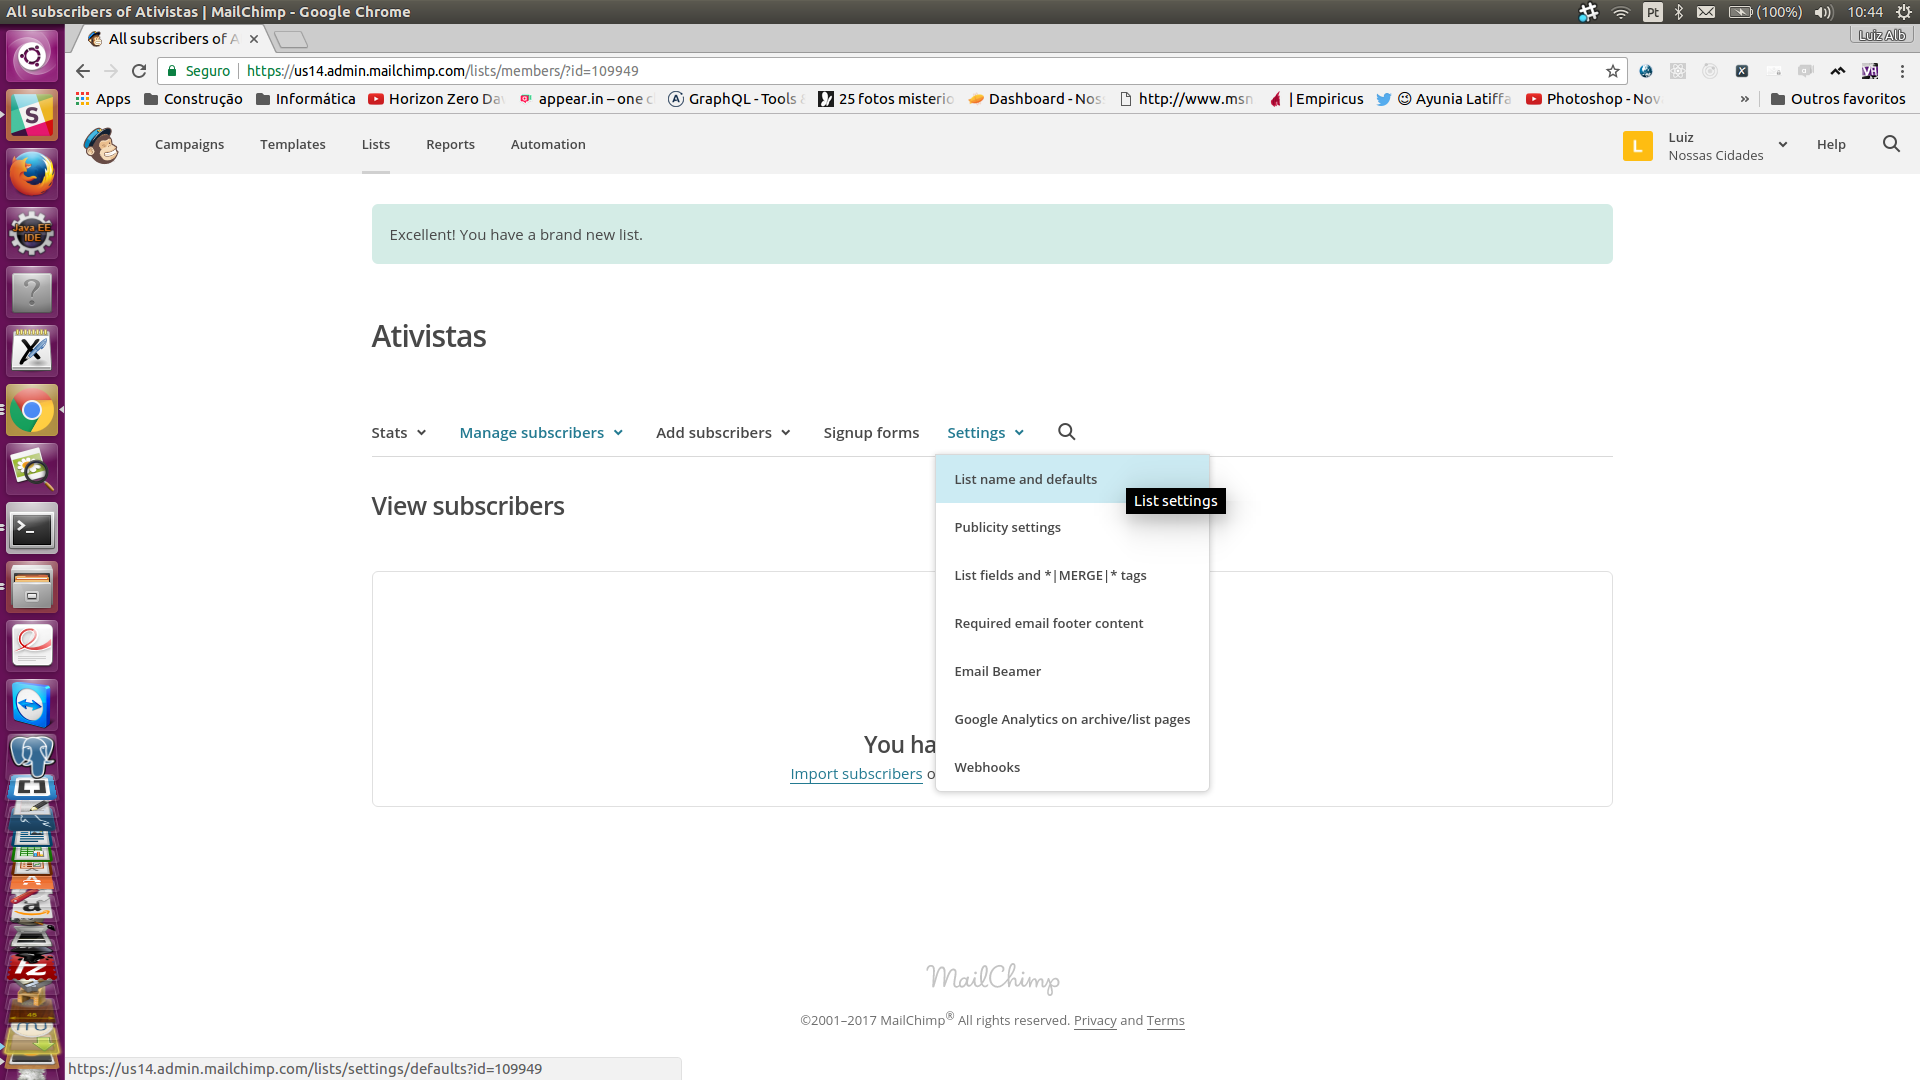 All subscribers of Ativistas | MailChimp - Google Chrome
Pt
(100%)
10:44
All subscribers of A
Luiz Alb
Seguro
https://us14.admin.mailchimp.com/lists/members/?id=109949
Apps
Construção
Informática
Horizon Zero Da
appear.in – one c
GraphQL - Tools
25 fotos misterio
Dashboard - Nos
http://www.msn
| Empiricus
Ayunia Latiffa
Photoshop - Nov
»
Outros favoritos
Campaigns
Templates
Lists
Reports
Automation
L
Luiz
Nossas Cidades
Help
Excellent! You have a brand new list.
Ativistas
Stats
Manage subscribers
Add subscribers
Signup forms
Settings
List name and defaults
List settings
View subscribers
Publicity settings
List fields and *|MERGE|* tags
Required email footer content
Email Beamer
Google Analytics on archive/list pages
You ha
Webhooks
Import subscribers o
MailChimp
©2001–2017 MailChimp® All rights reserved. Privacy and Terms
https://us14.admin.mailchimp.com/lists/settings/defaults?id=109949
Java EE
IDE